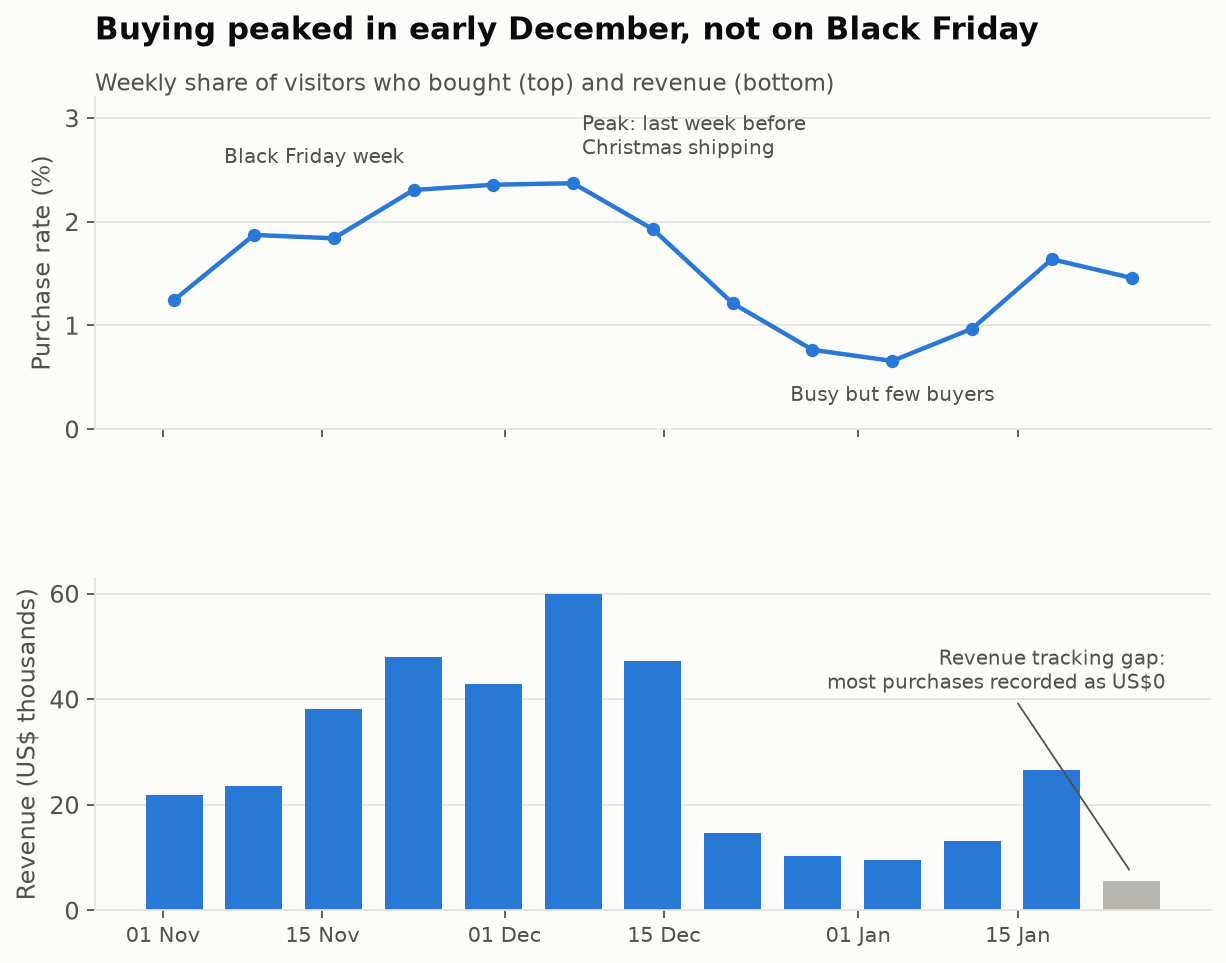 Buying peaked in early December, not on Black Friday
Weekly share of visitors who bought (top) and revenue (bottom)
Purchase rate (%)
3
2
1
0
Black Friday week
Peak: last week before
Christmas shipping
Busy but few buyers
Revenue (US$ thousands)
60
40
20
0
Revenue tracking gap:
most purchases recorded as US$0
01 Nov
15 Nov
01 Dec
15 Dec
01 Jan
15 Jan